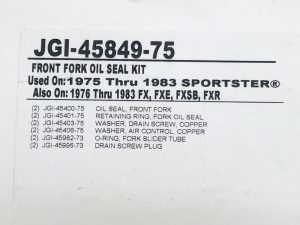 JGI-45849-75
FRONT FORK OIL SEAL KIT
Used On:1975 Thru 1983 SPORTSTER®
Also On: 1976 Thru 1983 FX, FXE, FXSB, FXR
(2) JGI-45400-75 OIL SEAL, FRONT FORK
(2) JGI-45401-75 RETAINING RING, FORK OIL SEAL
(2) JGI-45403-75 WASHER, DRAIN SCREW, COPPER
(2) JGI-45406-75 WASHER, AIR CONTROL, COPPER
(2) JGI-45982-73 O-RING, FORK SLIDER TUBE
(2) JGI-45996-73 DRAIN SCREW PLUG